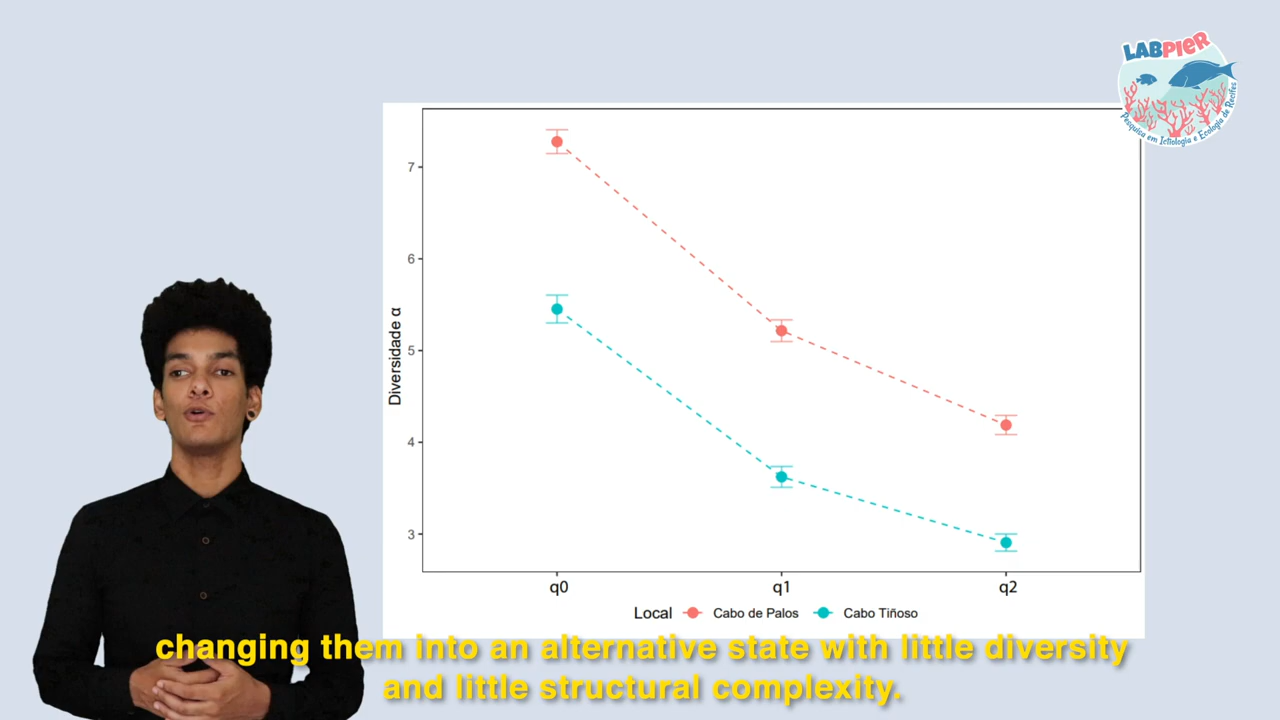 LABPIER
Pesquisa em Ictiologia e Ecologia de Recifes
7
6
5
4
3
Diversidade α
q0 q1 q2
Local Cabo de Palos Cabo Tiñoso
changing them into an alternative state with little diversity
and little structural complexity.